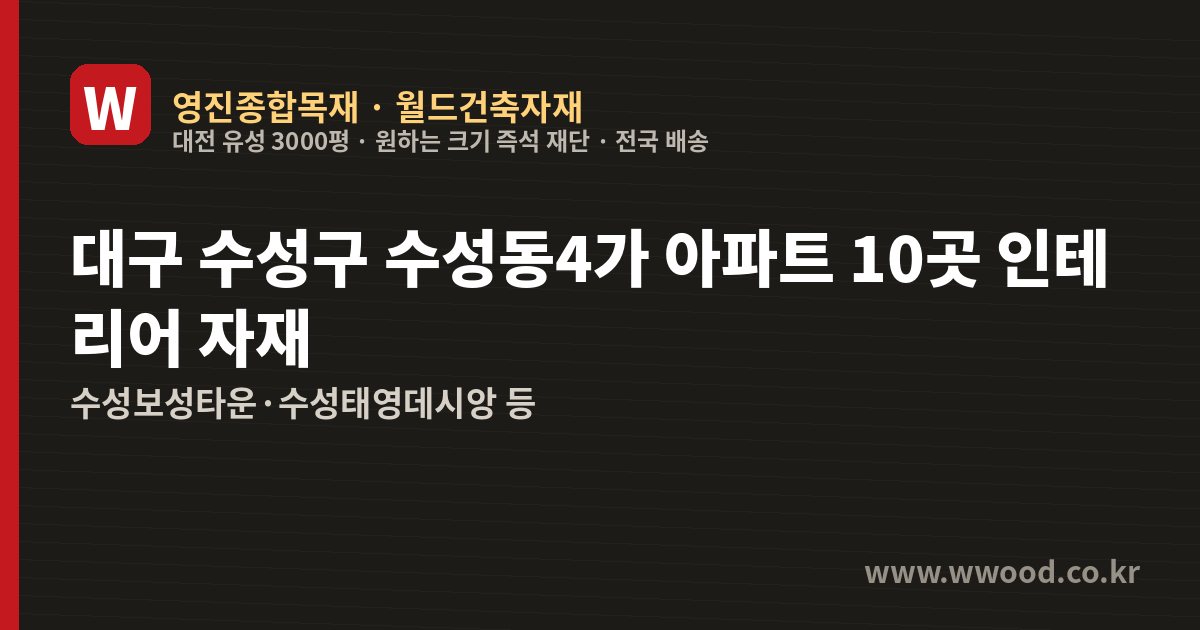 W
영진종합목재 · 월드건축자재
대전 유성 3000평 · 원하는 크기 즉석 재단 · 전국 배송
대구 수성구 수성동4가 아파트 10곳 인테
리어 자재
수성보성타운·수성태영데시앙 등
www.wwood.co.kr